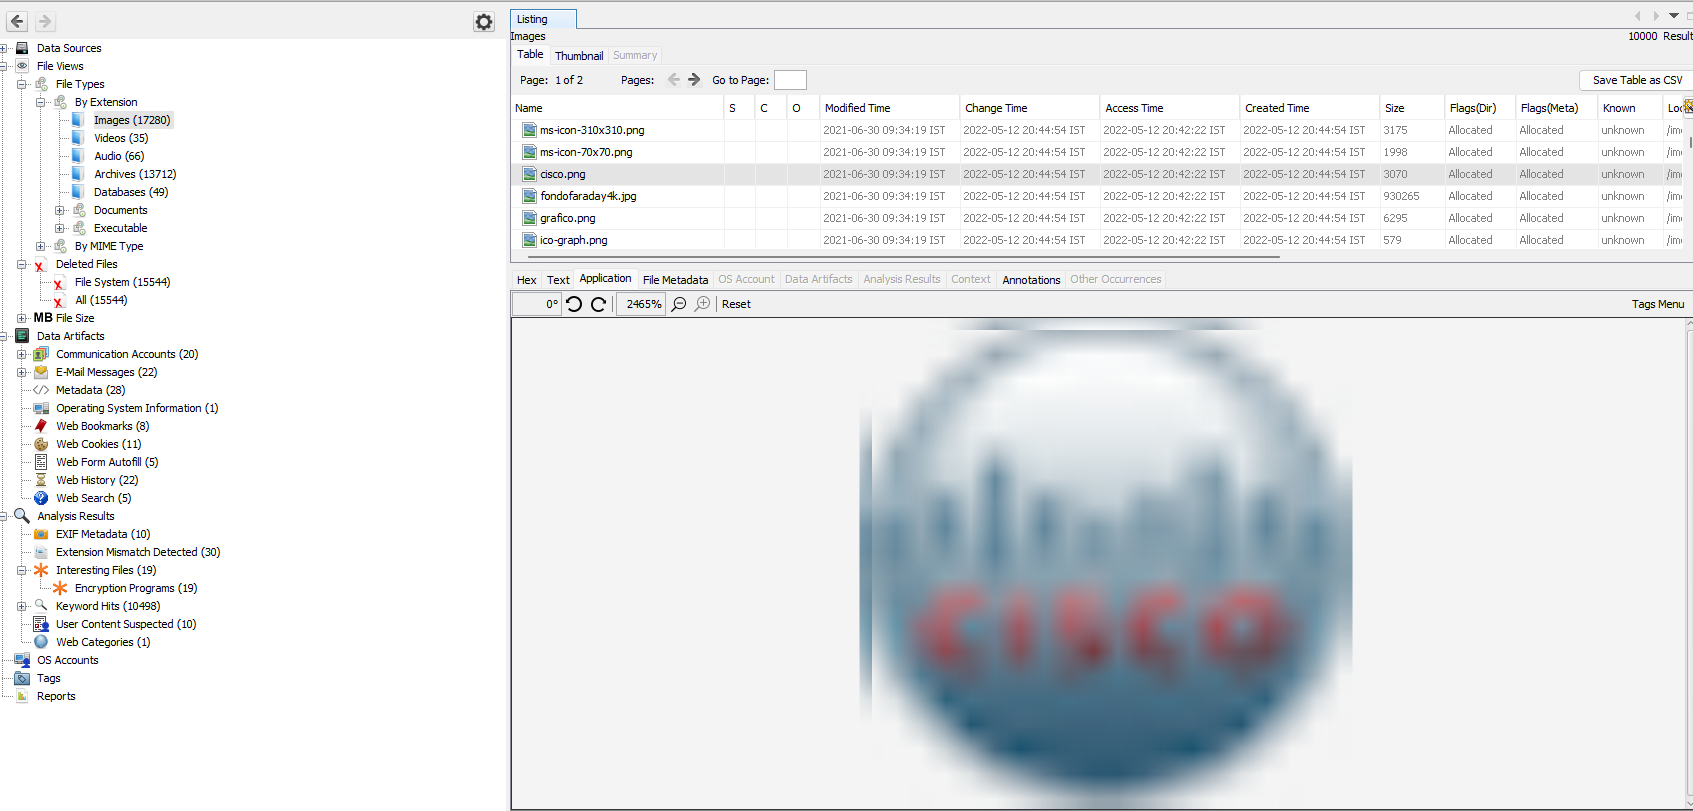 Data Sources
File Views
File Types
By Extension
Images (17280)
Videos (35)
Audio (66)
Archives (13712)
Databases (49)
Documents
Executable
By MIME Type
Deleted Files
File System (15544)
All (15544)
MB File Size
Data Artifacts
Communication Accounts (20)
E-Mail Messages (22)
Metadata (28)
Operating System Information (1)
Web Bookmarks (8)
Web Cookies (11)
Web Form Autofill (5)
Web History (22)
Web Search (5)
Analysis Results
EXIF Metadata (10)
Extension Mismatch Detected (30)
Interesting Files (19)
Encryption Programs (19)
Keyword Hits (10498)
User Content Suspected (10)
Web Categories (1)
OS Accounts
Tags
Reports
Listing
Images 10000 Result
Table Thumbnail Summary
Page: 1 of 2 Pages: Go to Page: Save Table as CSV
Name S C O Modified Time Change Time Access Time Created Time Size Flags(Dir) Flags(Meta) Known Loc
ms-icon-310x310.png 2021-06-30 09:34:19 IST 2022-05-12 20:44:54 IST 2022-05-12 20:42:22 IST 2022-05-12 20:44:54 IST 3175 Allocated Allocated unknown /im
ms-icon-70x70.png 2021-06-30 09:34:19 IST 2022-05-12 20:44:54 IST 2022-05-12 20:42:22 IST 2022-05-12 20:44:54 IST 1998 Allocated Allocated unknown /im
cisco.png 2021-06-30 09:34:19 IST 2022-05-12 20:44:54 IST 2022-05-12 20:42:22 IST 2022-05-12 20:44:54 IST 3070 Allocated Allocated unknown /im
fondofaraday4k.jpg 2021-06-30 09:34:19 IST 2022-05-12 20:44:54 IST 2022-05-12 20:42:22 IST 2022-05-12 20:44:54 IST 930265 Allocated Allocated unknown /im
grafico.png 2021-06-30 09:34:19 IST 2022-05-12 20:44:54 IST 2022-05-12 20:42:22 IST 2022-05-12 20:44:54 IST 6295 Allocated Allocated unknown /im
ico-graph.png 2021-06-30 09:34:19 IST 2022-05-12 20:44:54 IST 2022-05-12 20:42:22 IST 2022-05-12 20:44:54 IST 579 Allocated Allocated unknown /im
Hex Text Application File Metadata OS Account Data Artifacts Analysis Results Context Annotations Other Occurrences
0° 2465% Reset Tags Menu
CISCO